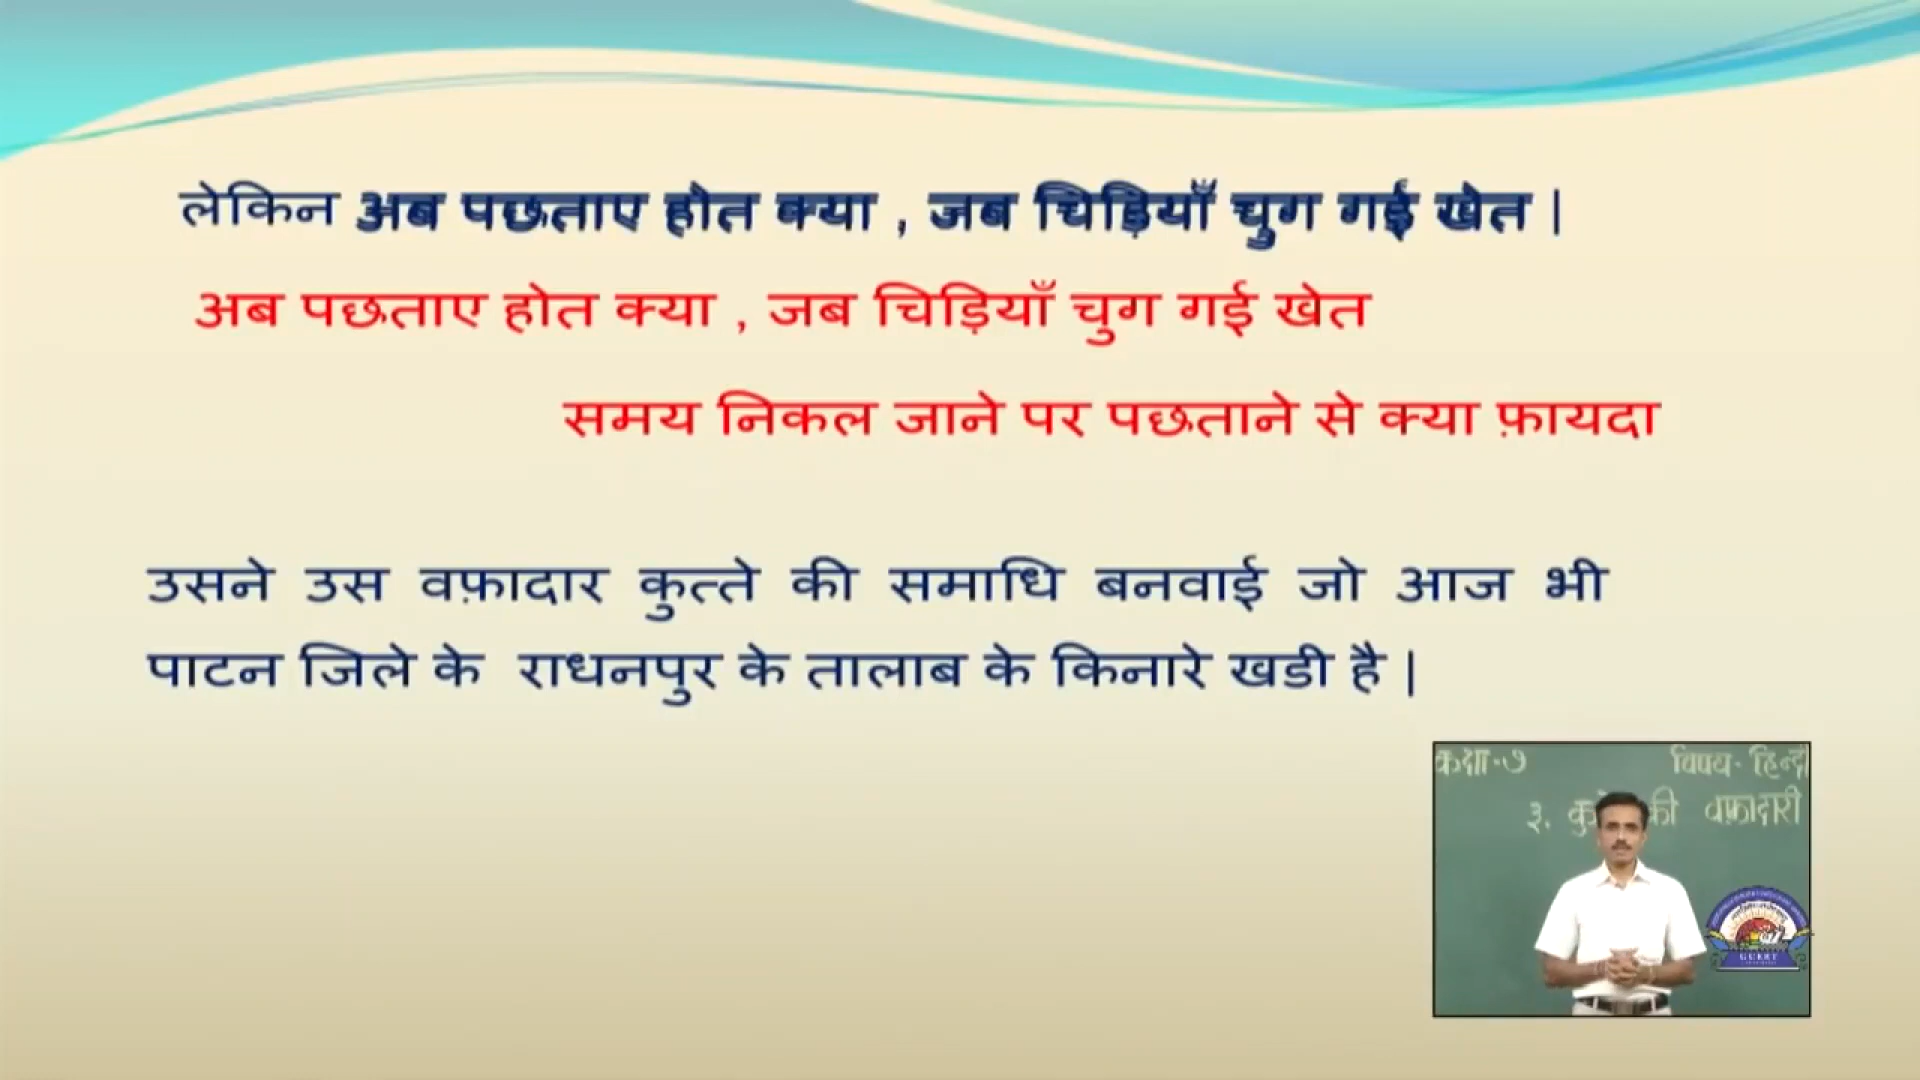 लेकिन अब पछताए होत क्या , जब चिड़ियाँ चुग गई खेत |
अब पछताए होत क्या , जब चिड़ियाँ चुग गई खेत
समय निकल जाने पर पछताने से क्या फ़ायदा
उसने उस वफ़ादार कुत्ते की समाधि बनवाई जो आज भी
पाटन जिले के राधनपुर के तालाब के किनारे खडी है |
कक्षा-७ विषय- हिन्दी
३. की वफ़ादारी
GCERT